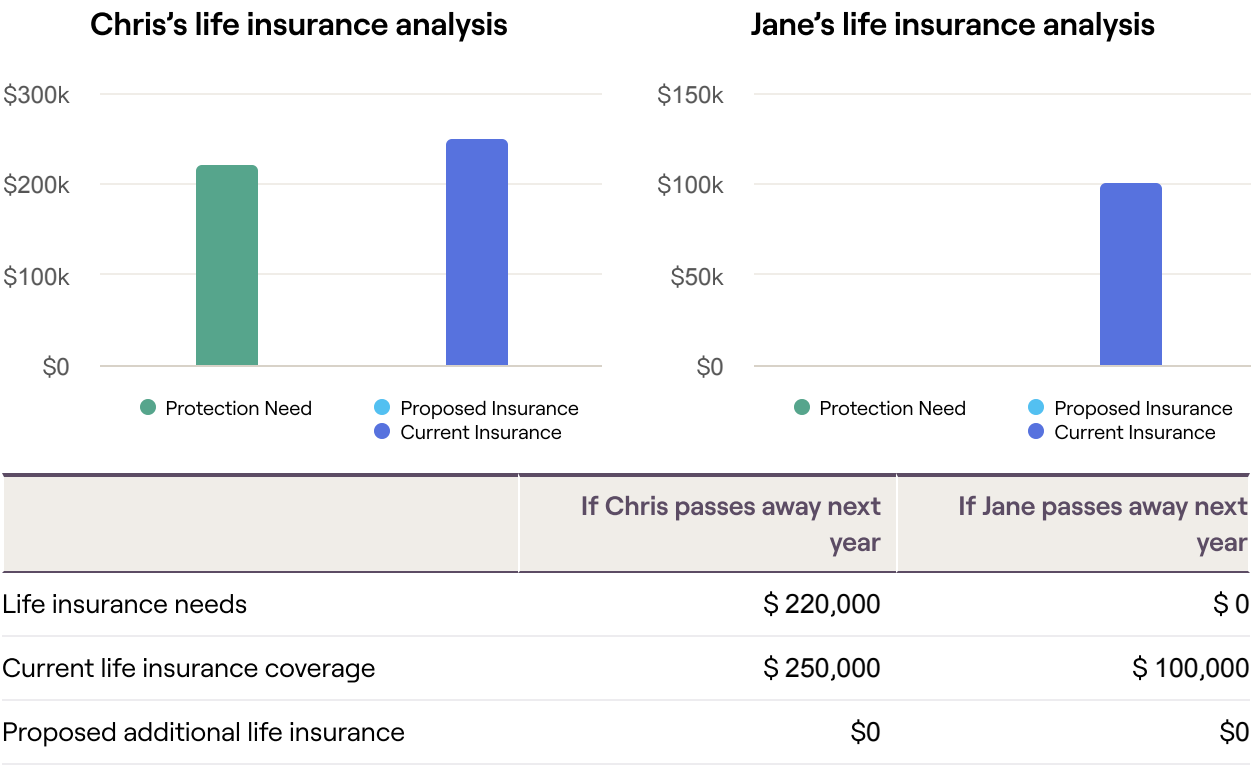 Chris’s life insurance analysis
$300k
$200k
$100k
$0
Protection Need
Proposed Insurance
Current Insurance
Jane’s life insurance analysis
$150k
$100k
$50k
$0
Protection Need
Proposed Insurance
Current Insurance
If Chris passes away next
year
If Jane passes away next
year
Life insurance needs $ 220,000 $ 0
Current life insurance coverage $ 250,000 $ 100,000
Proposed additional life insurance $0 $0